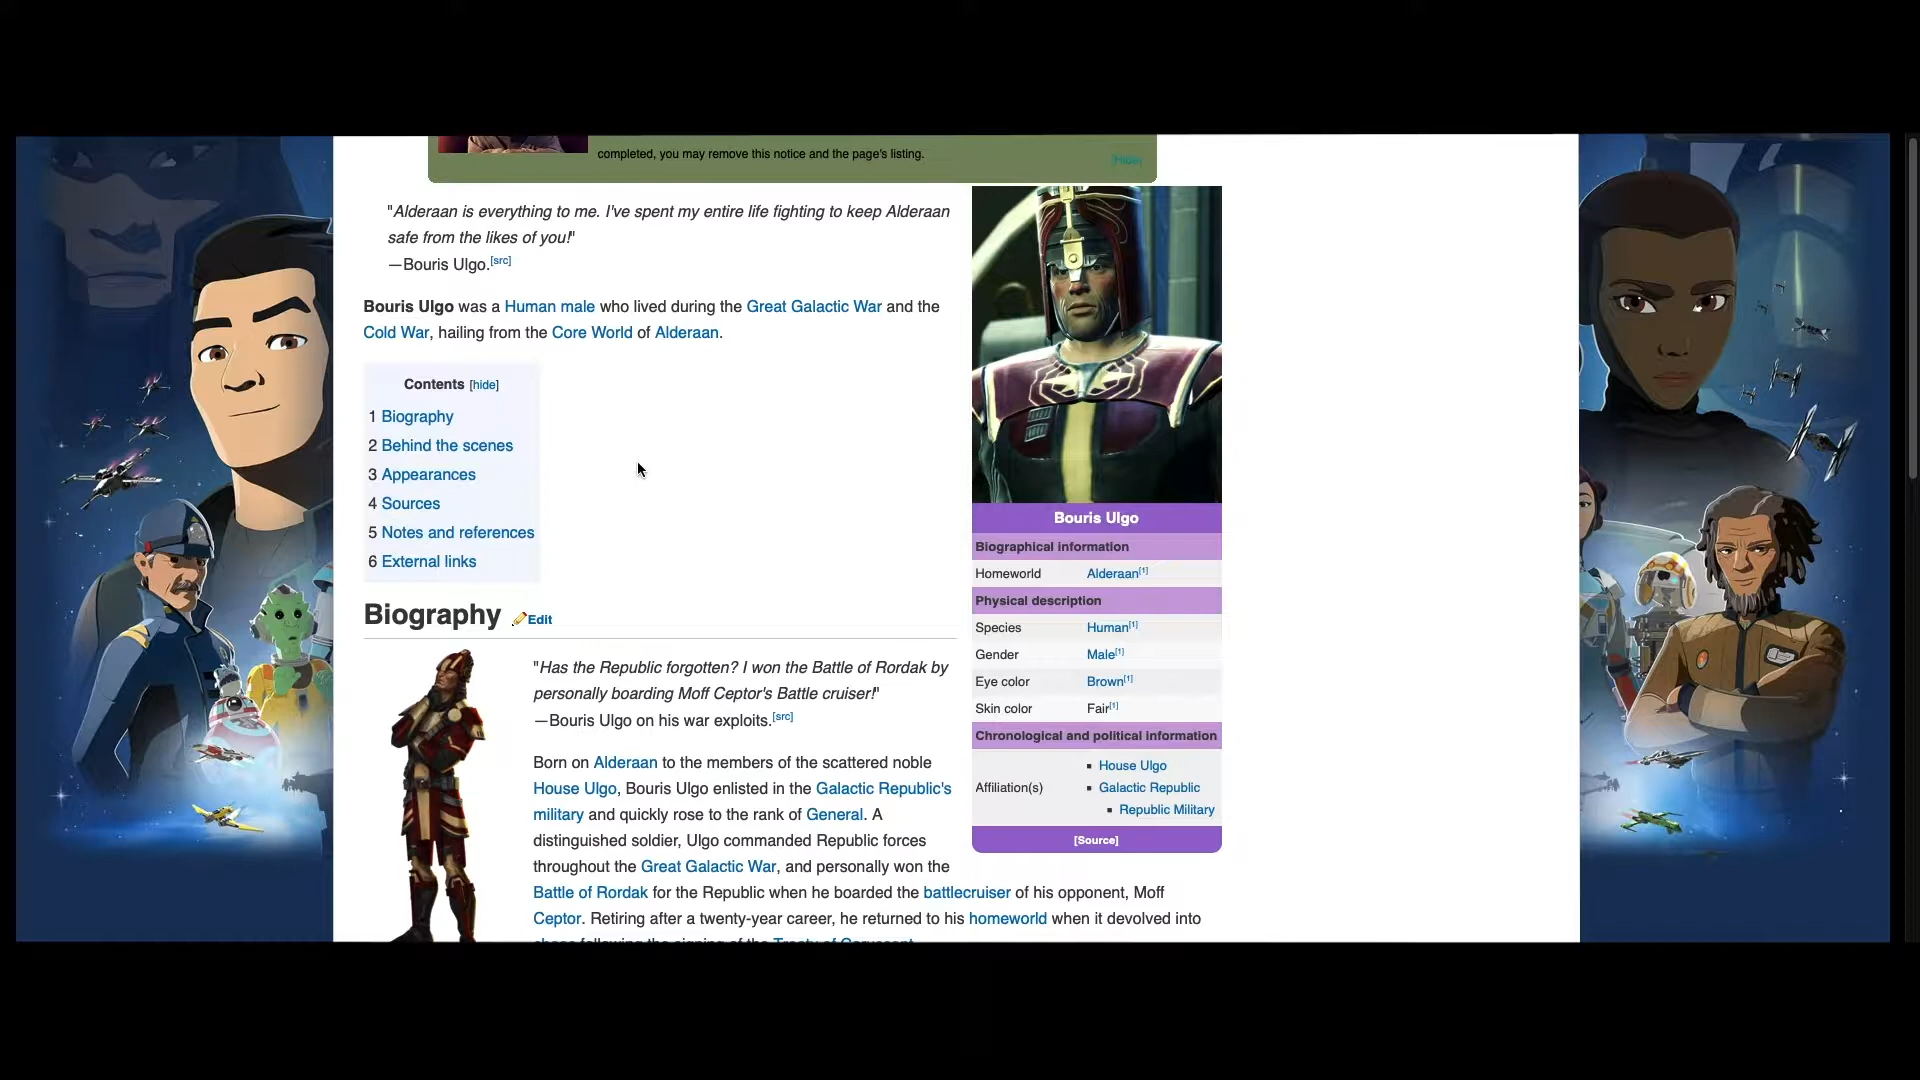 completed, you may remove this notice and the page's listing.
[Hide]
"Alderaan is everything to me. I've spent my entire life fighting to keep Alderaan
safe from the likes of you!"
—Bouris Ulgo.[src]
Bouris Ulgo was a Human male who lived during the Great Galactic War and the
Cold War, hailing from the Core World of Alderaan.
Contents [hide]
1 Biography
2 Behind the scenes
3 Appearances
4 Sources
5 Notes and references
6 External links
Biography Edit
"Has the Republic forgotten? I won the Battle of Rordak by
personally boarding Moff Ceptor's Battle cruiser!"
—Bouris Ulgo on his war exploits.[src]
Born on Alderaan to the members of the scattered noble
House Ulgo, Bouris Ulgo enlisted in the Galactic Republic's
military and quickly rose to the rank of General. A
distinguished soldier, Ulgo commanded Republic forces
throughout the Great Galactic War, and personally won the
Battle of Rordak for the Republic when he boarded the battlecruiser of his opponent, Moff
Ceptor. Retiring after a twenty-year career, he returned to his homeworld when it devolved into
chaos following the signing of the Treaty of Coruscant.
Bouris Ulgo
Biographical information
Homeworld Alderaan[1]
Physical description
Species Human[1]
Gender Male[1]
Eye color Brown[1]
Skin color Fair[1]
Chronological and political information
Affiliation(s)
House Ulgo
Galactic Republic
Republic Military
[Source]